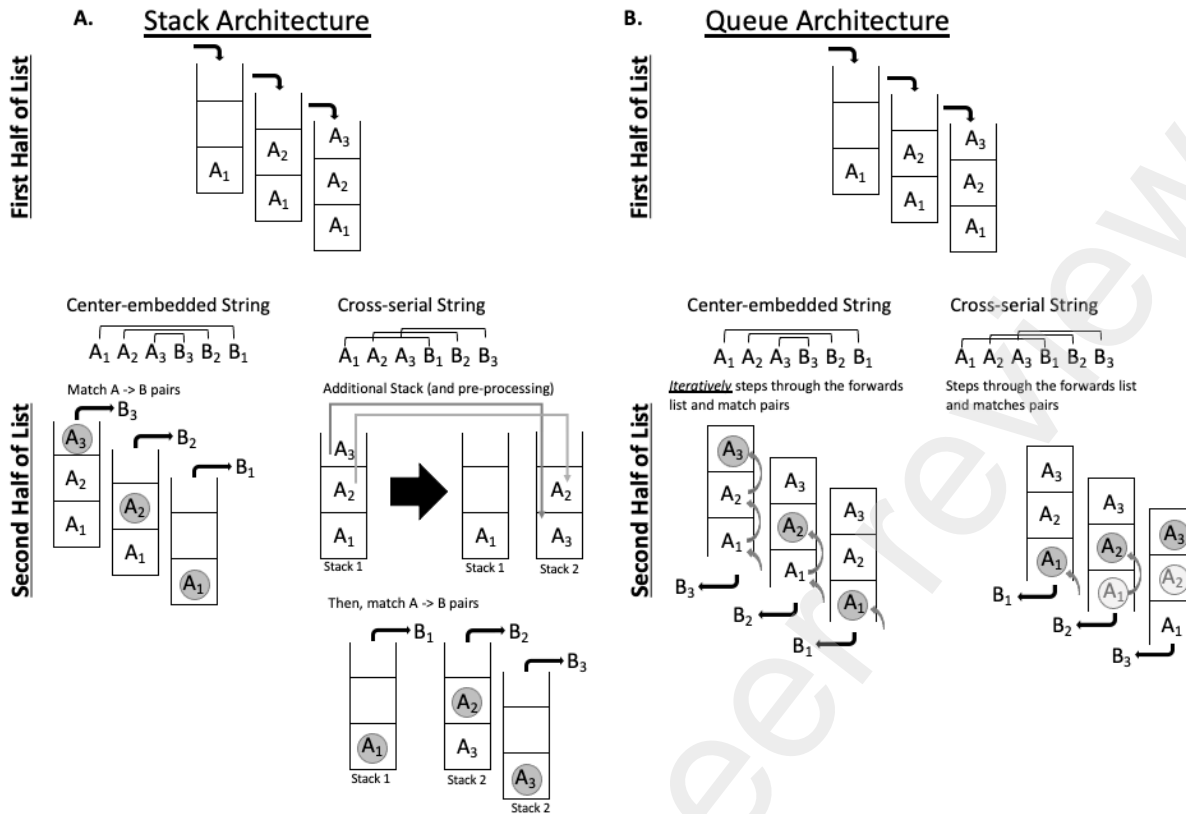 A.
Stack Architecture
First Half of List
A₁
A₂
A₁
A₃
A₂
A₁
Second Half of List
Center-embedded String
A₁ A₂ A₃ B₃ B₂ B₁
Match A -> B pairs
B₃
A₃
A₂
A₁
B₂
A₂
A₁
B₁
A₁
Cross-serial String
A₁ A₂ A₃ B₁ B₂ B₃
Additional Stack (and pre-processing)
A₃
A₂
A₁
Stack 1
A₁
Stack 1
A₂
A₃
Stack 2
Then, match A -> B pairs
B₁
A₁
Stack 1
B₂
A₂
A₃
Stack 2
B₃
A₃
Stack 2
B.
Queue Architecture
First Half of List
A₁
A₂
A₁
A₃
A₂
A₁
Second Half of List
Center-embedded String
A₁ A₂ A₃ B₃ B₂ B₁
Iteratively steps through the forwards
list and match pairs
A₃
A₂
A₁
B₃
A₃
A₂
A₁
B₂
A₃
A₂
A₁
B₁
Cross-serial String
A₁ A₂ A₃ B₁ B₂ B₃
Steps through the forwards list
and matches pairs
A₃
A₂
A₁
B₁
A₃
A₂
A₁
B₂
A₃
A₂
A₁
B₃
eer review